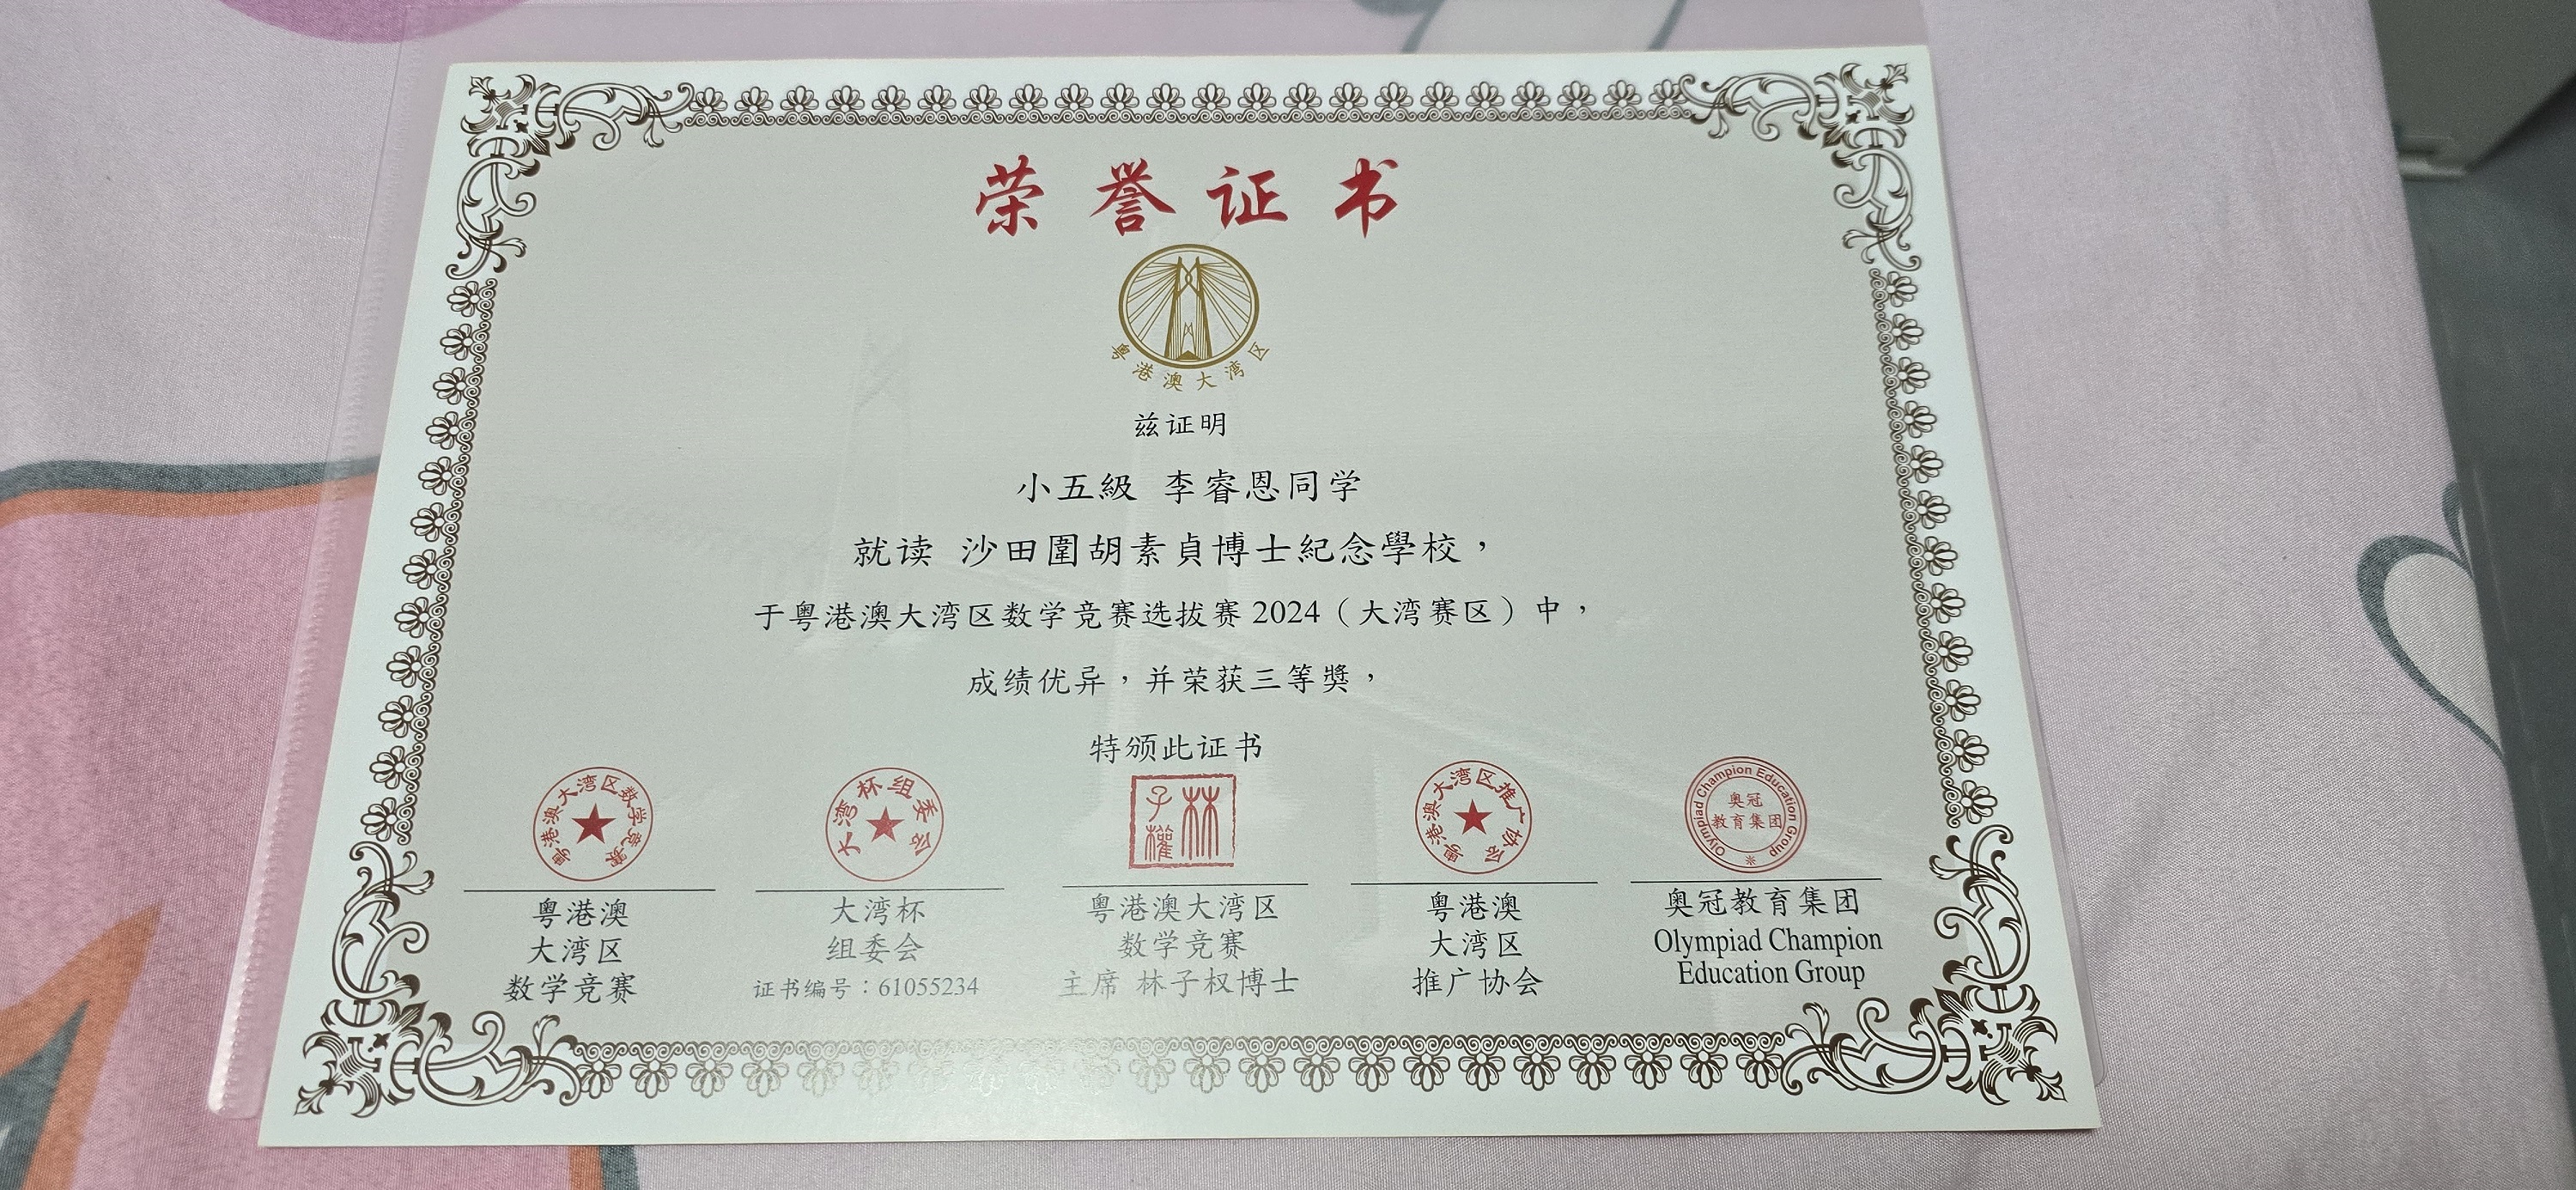 荣誉证书
粤港澳大湾区
兹证明
小五級 李睿恩同学
就读 沙田圍胡素貞博士紀念學校，
于粤港澳大湾区数学竞赛选拔赛 2024（大湾赛区）中，
成绩优异，并荣获三等獎，
特颁此证书
粤港澳大湾区数学竞赛
大湾杯组委会
林子權
粤港澳大湾区推广协会
Olympiad Champion Education Group
奥冠
教育集团
粤港澳
大湾区
数学竞赛
大湾杯
组委会
证书编号：61055234
粤港澳大湾区
数学竞赛
主席 林子权博士
粤港澳
大湾区
推广协会
奥冠教育集团
Olympiad Champion
Education Group